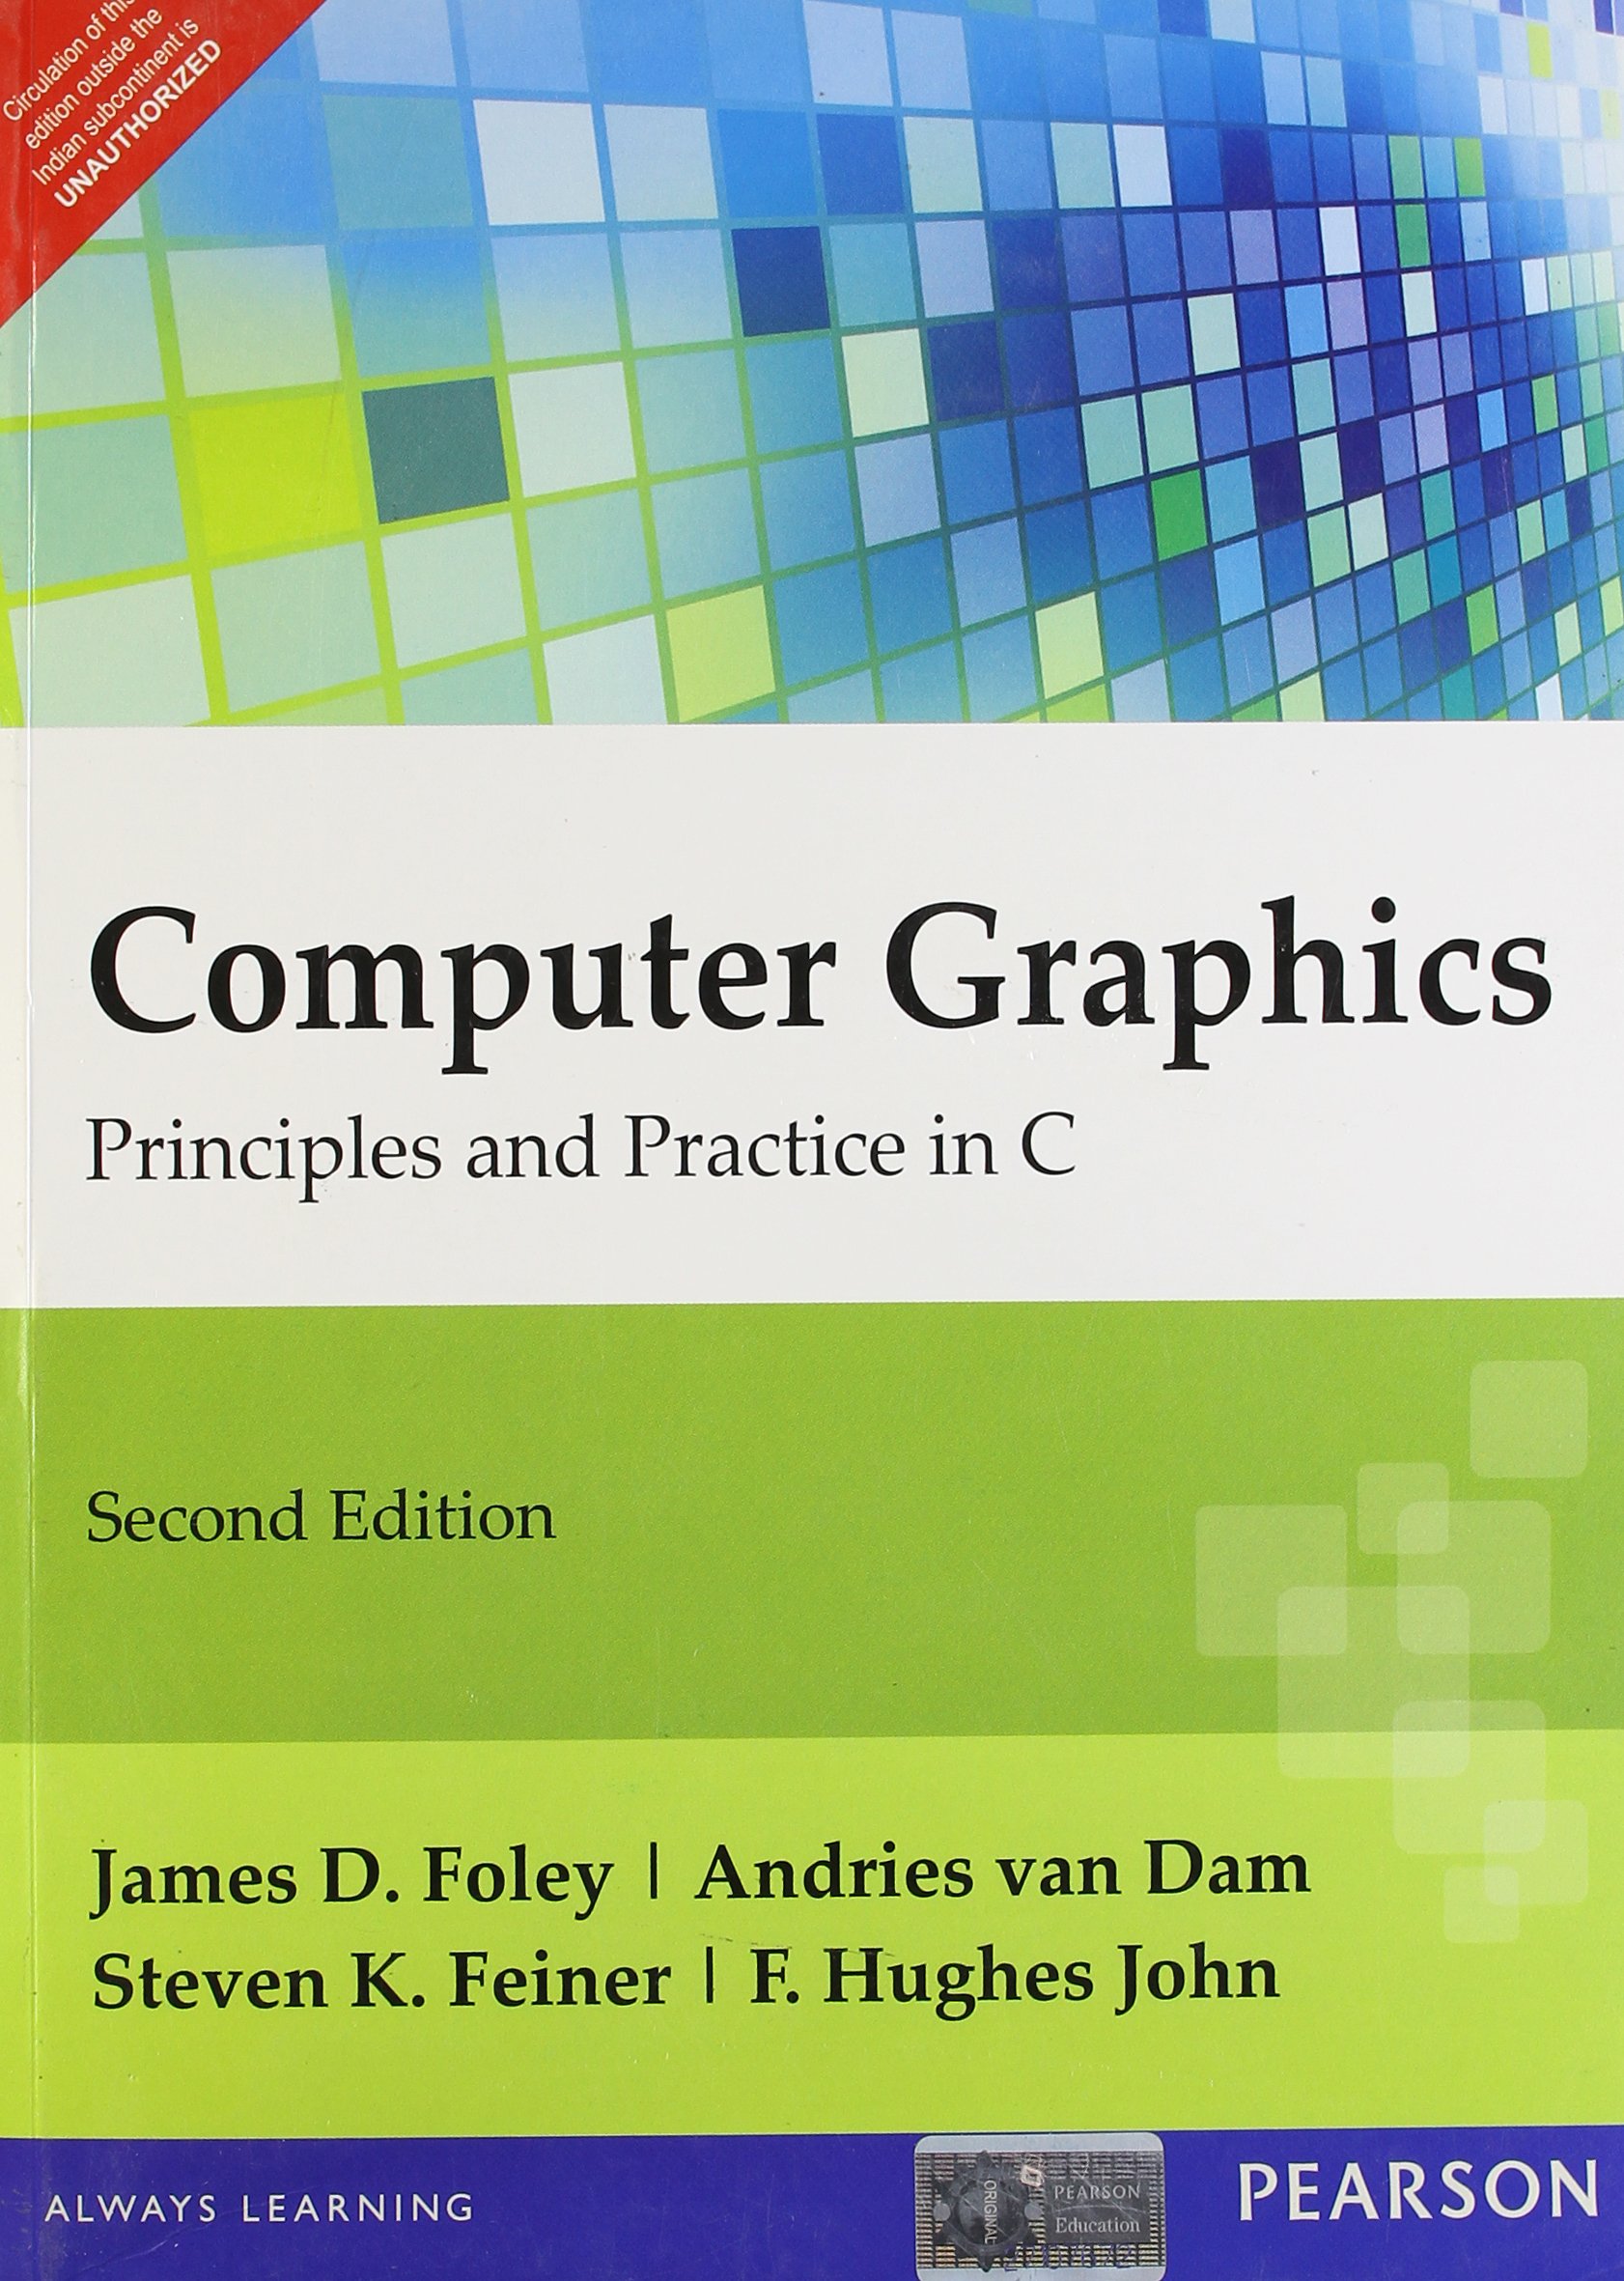 Circulation of this
edition outside the
Indian subcontinent is
UNAUTHORIZED
Computer Graphics
Principles and Practice in C
Second Edition
James D. Foley | Andries van Dam
Steven K. Feiner | F. Hughes John
ALWAYS LEARNING
ORIGINAL
PEARSON
Education
PEARSON